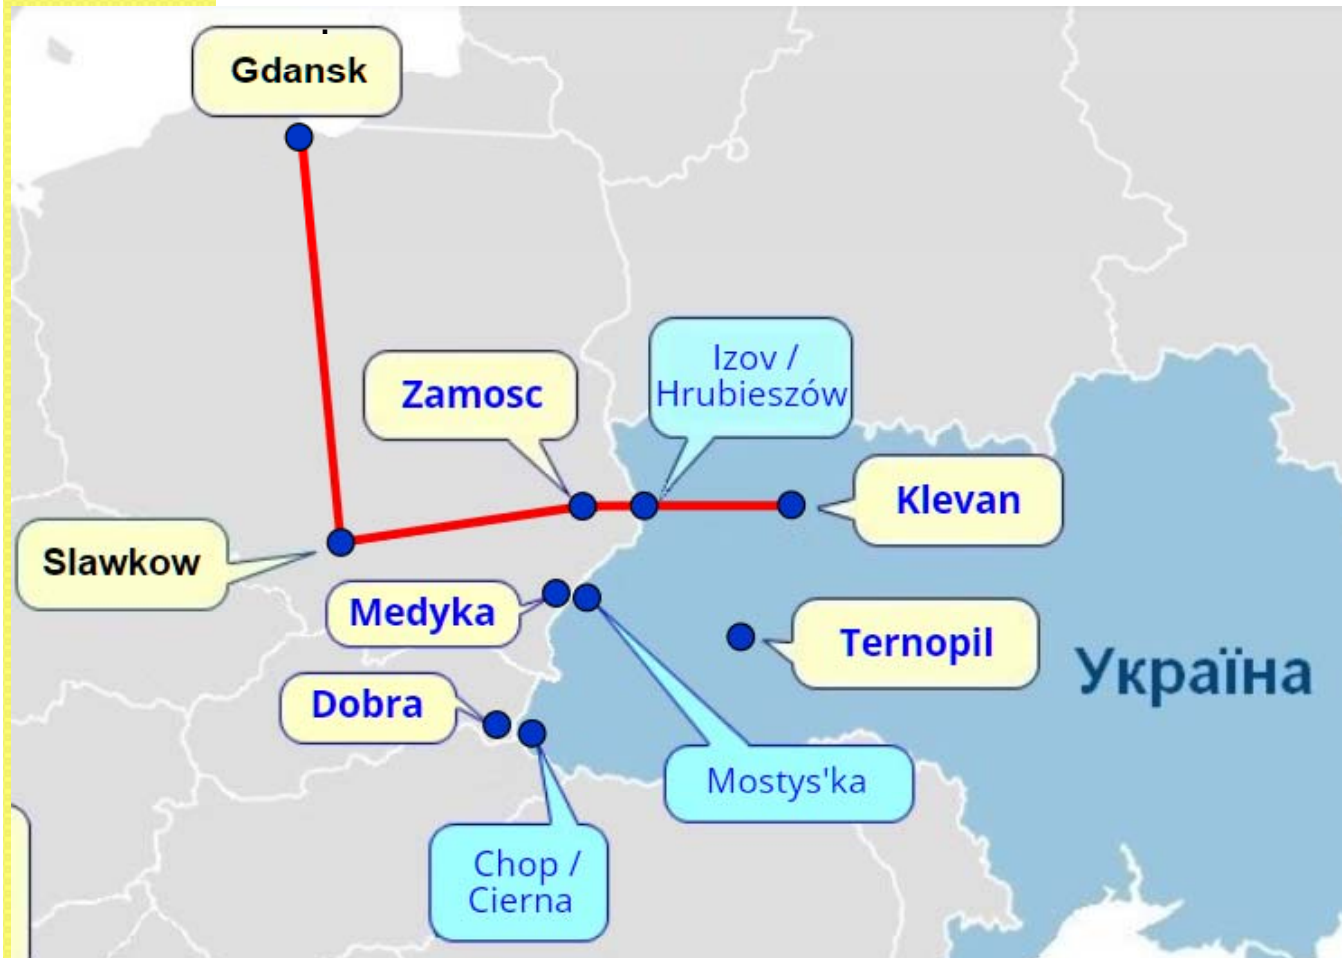 Gdansk
Izov /
Hrubieszów
Zamosc
Klevan
Slawkow
Medyka
Ternopil
Україна
Dobra
Mostys'ka
Chop /
Cierna